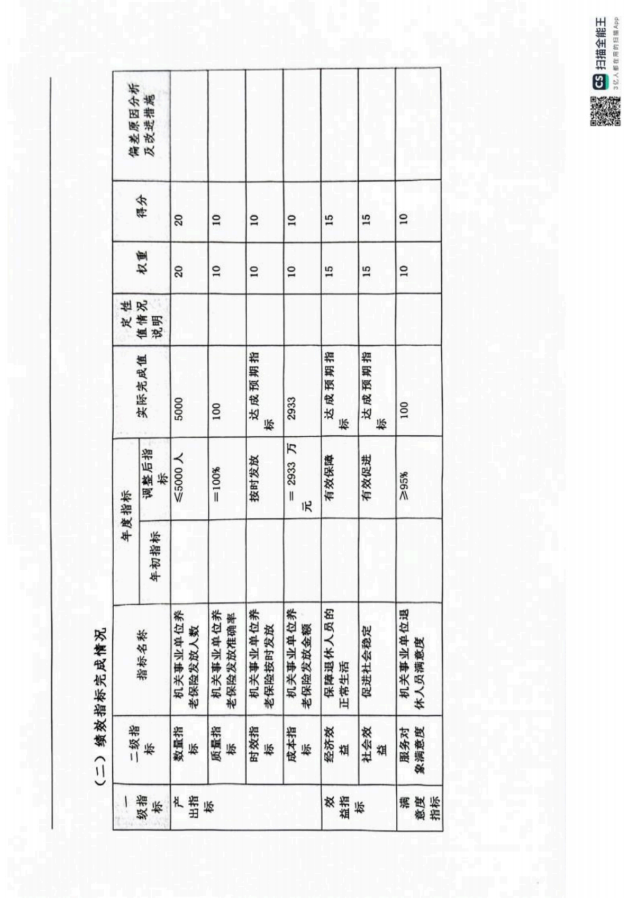 （二）绩效指标完成情况
一级指标 二级指标 指标名称 年度指标 实际完成值 定性值情况说明 权重 得分 偏差原因分析及改进措施
年初指标 调整后指标
产出指标 数量指标 机关事业单位养老保险发放人数 ≤5000 人 5000 20 20
质量指标 机关事业单位养老保险发放准确率 ＝100% 100 10 10
时效指标 机关事业单位养老保险按时发放 按时发放 达成预期指标 10 10
成本指标 机关事业单位养老保险发放金额 ＝ 2933 万元 2933 10 10
效益指标 经济效益 保障退休人员的正常生活 有效保障 达成预期指标 15 15
社会效益 促进社会稳定 有效促进 达成预期指标 15 15
满意度指标 服务对象满意度 机关事业单位退休人员满意度 ≥95% 100 10 10
CS 扫描全能王
3亿人都在用的扫描App